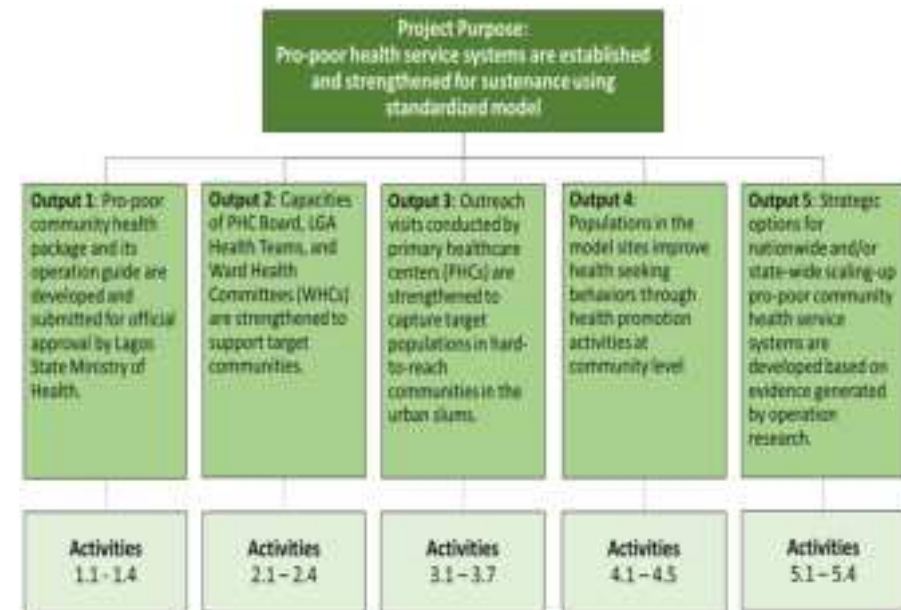 Project Purpose:
Pro-poor health service systems are established
and strengthened for sustenance using
standardized model
Output 1: Pro-poor
community health
package and its
operation guide are
developed and
submitted for official
approval by Lagos
State Ministry of
Health.
Output 2: Capacities
of PHC Board, LGA
Health Teams, and
Ward Health
Committees (WHCs)
are strengthened to
support target
communities.
Output 3: Outreach
visits conducted by
primary healthcare
centers (PHCs) are
strengthened to
capture target
populations in hard-
to-reach
communities in the
urban slums.
Output 4:
Populations in the
model sites improve
health seeking
behaviors through
health promotion
activities at
community level
Output 5: Strategic
options for
nationwide and/or
state-wide scaling-up
pro-poor community
health service
systems are
developed based on
evidence generated
by operation
research.
Activities
1.1 - 1.4
Activities
2.1 – 2.4
Activities
3.1 – 3.7
Activities
4.1 – 4.5
Activities
5.1 – 5.4